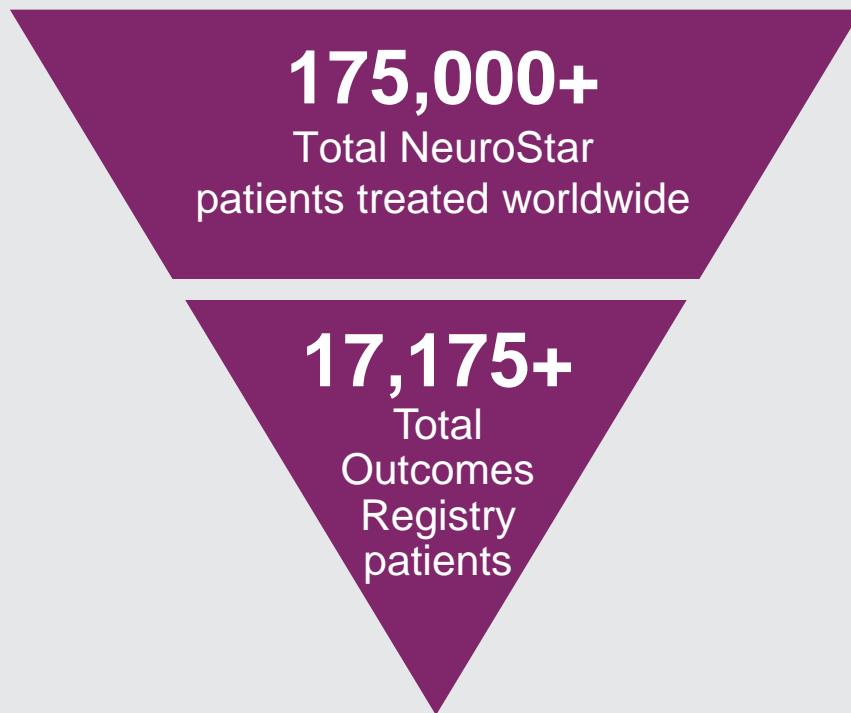 175,000+
Total NeuroStar
patients treated worldwide
17,175+
Total
Outcomes
Registry
patients